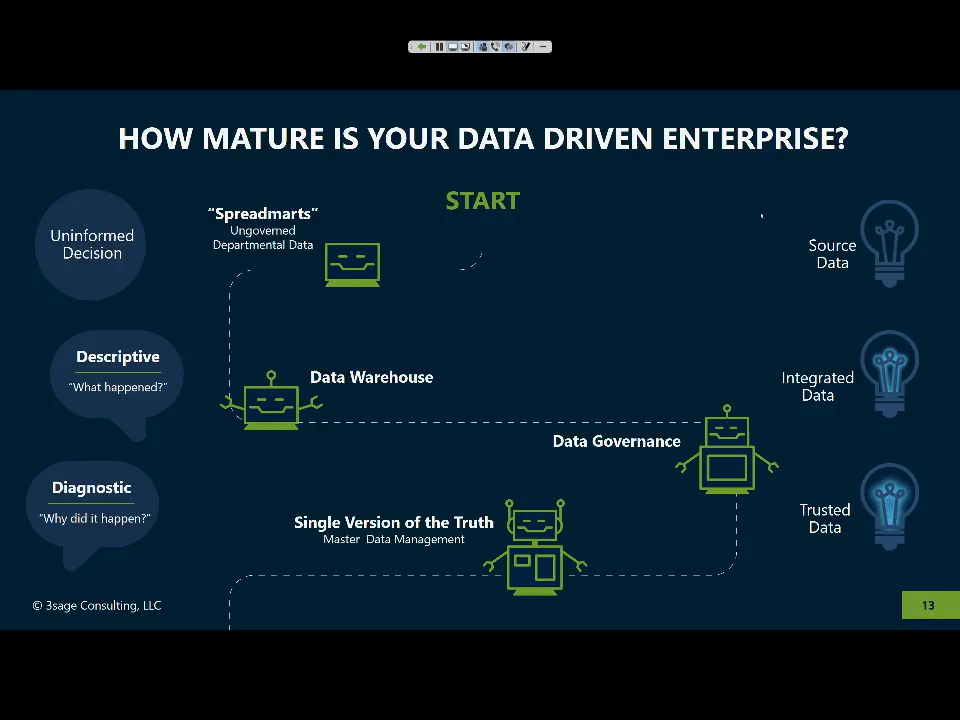 HOW MATURE IS YOUR DATA DRIVEN ENTERPRISE?
START
"Spreadmarts"
Ungoverned
Departmental Data
Uninformed
Decision
Source
Data
Descriptive
"What happened?"
Data Warehouse
Integrated
Data
Data Governance
Diagnostic
"Why did it happen?"
Single Version of the Truth
Master Data Management
Trusted
Data
© 3sage Consulting, LLC
13